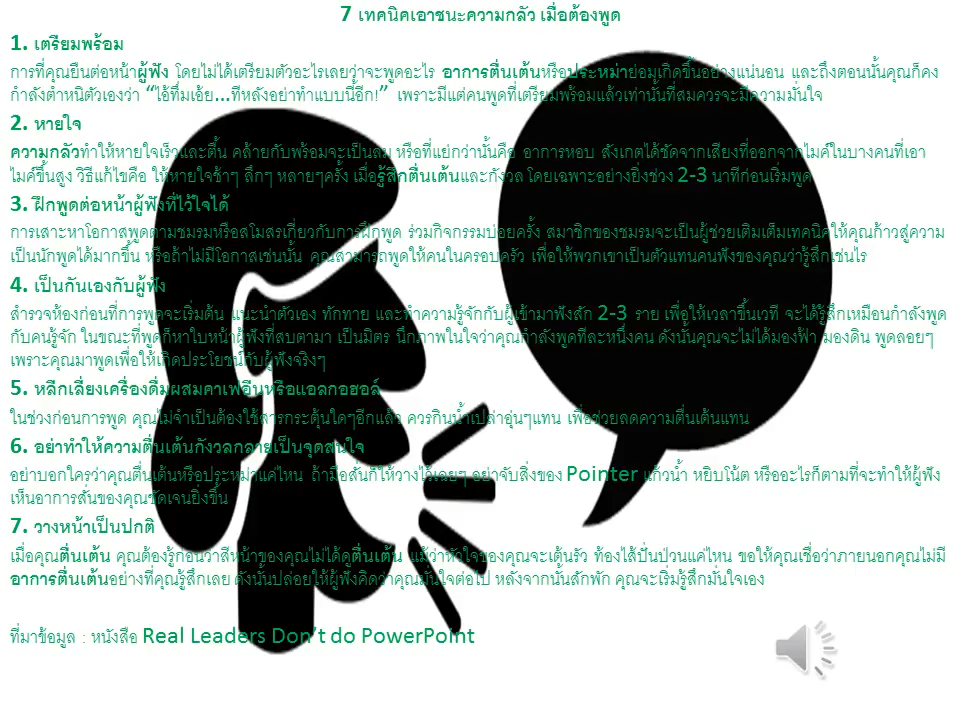 7 เทคนิคเอาชนะความกลัว เมื่อต้องพูด
1. เตรียมพร้อม
การที่คุณยืนต่อหน้าผู้ฟัง โดยไม่ได้เตรียมตัวอะไรเลยว่าจะพูดอะไร อาการตื่นเต้นหรือประหม่าย่อมเกิดขึ้นอย่างแน่นอน และถึงตอนนั้นคุณก็คง
กำลังตำหนิตัวเองว่า “ไอ้ทึ่มเอ้ย...ทีหลังอย่าทำแบบนี้อีก!” เพราะมีแต่คนพูดที่เตรียมพร้อมแล้วเท่านั้นที่สมควรจะมีความมั่นใจ
2. หายใจ
ความกลัวทำให้หายใจเร็วและตื้น คล้ายกับพร้อมจะเป็นลม หรือที่แย่กว่านั้นคือ อาการหอบ สังเกตได้ชัดจากเสียงที่ออกจากไมค์ในบางคนที่เอา
ไมค์ขึ้นสูง วิธีแก้ไขคือ ให้หายใจช้าๆ ลึกๆ หลายๆครั้ง เมื่อรู้สึกตื่นเต้นและกังวล โดยเฉพาะอย่างยิ่งช่วง 2-3 นาทีก่อนเริ่มพูด
3. ฝึกพูดต่อหน้าผู้ฟังที่ไว้ใจได้
การเสาะหาโอกาสพูดตามชมรมหรือสโมสรเกี่ยวกับการฝึกพูด ร่วมกิจกรรมบ่อยครั้ง สมาชิกของชมรมจะเป็นผู้ช่วยเติมเต็มเทคนิคให้คุณก้าวสู่ความ
เป็นนักพูดได้มากขึ้น หรือถ้าไม่มีโอกาสเช่นนั้น คุณสามารถพูดให้คนในครอบครัว เพื่อให้พวกเขาเป็นตัวแทนคนฟังของคุณว่ารู้สึกเช่นไร
4. เป็นกันเองกับผู้ฟัง
สำรวจห้องก่อนที่การพูดจะเริ่มต้น แนะนำตัวเอง ทักทาย และทำความรู้จักกับผู้เข้ามาฟังสัก 2-3 ราย เพื่อให้เวลาขึ้นเวที จะได้รู้สึกเหมือนกำลังพูด
กับคนรู้จัก ในขณะที่พูดก็หาใบหน้าผู้ฟังที่สบตามา เป็นมิตร นึกภาพในใจว่าคุณกำลังพูดทีละหนึ่งคน ดังนั้นคุณจะไม่ได้มองฟ้า มองดิน พูดลอยๆ
เพราะคุณมาพูดเพื่อให้เกิดประโยชน์กับผู้ฟังจริงๆ
5. หลีกเลี่ยงเครื่องดื่มผสมคาเฟอีนหรือแอลกอฮอล์
ในช่วงก่อนการพูด คุณไม่จำเป็นต้องใช้สารกระตุ้นใดๆอีกแล้ว ควรกินน้ำเปล่าอุ่นๆแทน เพื่อช่วยลดความตื่นเต้นแทน
6. อย่าทำให้ความตื่นเต้นกังวลกลายเป็นจุดสนใจ
อย่าบอกใครว่าคุณตื่นเต้นหรือประหม่าแค่ไหน ถ้ามือสั่นก็ให้วางไว้เฉยๆ อย่าจับสิ่งของ Pointer แก้วน้ำ หยิบโน้ต หรืออะไรก็ตามที่จะทำให้ผู้ฟัง
เห็นอาการสั่นของคุณชัดเจนยิ่งขึ้น
7. วางหน้าเป็นปกติ
เมื่อคุณตื่นเต้น คุณต้องรู้ก่อนว่าสีหน้าของคุณไม่ได้ดูตื่นเต้น แม้ว่าหัวใจของคุณจะเต้นรัว ท้องไส้ปั่นป่วนแค่ไหน ขอให้คุณเชื่อว่าภายนอกคุณไม่มี
อาการตื่นเต้นอย่างที่คุณรู้สึกเลย ดังนั้นปล่อยให้ผู้ฟังคิดว่าคุณมั่นใจต่อไป หลังจากนั้นสักพัก คุณจะเริ่มรู้สึกมั่นใจเอง
ที่มาข้อมูล : หนังสือ Real Leaders Don’t do PowerPoint